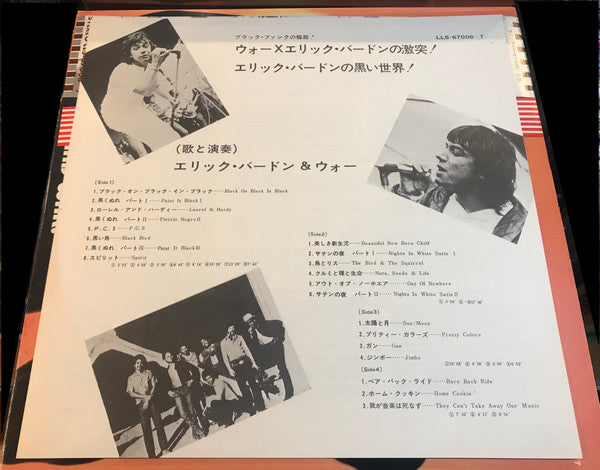 ブラック・ファンクの極致!
LLS-67006~7
ウォー×エリック・バードンの激突!
エリック・バードンの黒い世界!
(歌と演奏)
エリック・バードン & ウォー
(Side 1)
1.ブラック・オン・ブラック・イン・ブラック……Black On Black In Black
2.黒くぬれ パートⅠ……Paint It Black Ⅰ
3.ローレル・アンド・ハーディー……Laurel & Hardy
4.黒くぬれ パートⅡ……Pintelo Negro Ⅱ
5.P.C.3……P.C.3
6.黒い鳥……Black Bird
7.黒くぬれ パートⅢ……Paint It Black Ⅲ
8.スピリット……Spirit
(Side2)
1.美しき新生児……Beautiful New Born Child
2.サテンの夜 パートⅠ……Nights In White Satin Ⅰ
3.鳥とリス……The Bird & The Squirrel
4.クルミと種と生命……Nuts, Seeds & Life
5.アウト・オブ・ノーホエア……Out Of Nowhere
6.サテンの夜 パートⅡ……Nights In White Satin Ⅱ
(Side3)
1.太陽と月……Sun/Moon
2.プリティー・カラーズ……Pretty Colors
3.ガン……Gun
4.ジンボー……Jimbo
(Side4)
1.ベア・バック・ライド……Bare Back Ride
2.ホーム・クッキン……Home Cookin'
3.我が音楽は死なず……They Can't Take Away Our Music